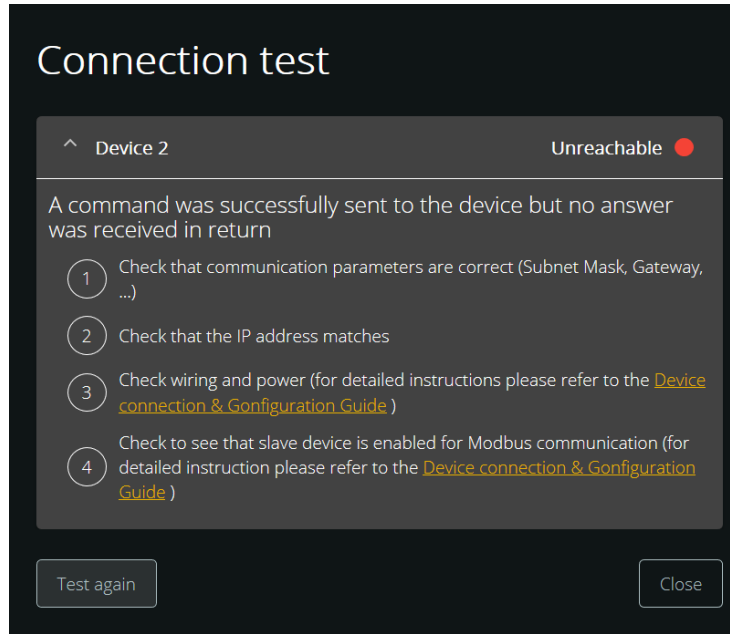 Connection test
Device 2
Unreachable
A command was successfully sent to the device but no answer
was received in return
1
Check that communication parameters are correct (Subnet Mask, Gateway,
...)
2
Check that the IP address matches
3
Check wiring and power (for detailed instructions please refer to the Device
connection & Gonfiguration Guide )
4
Check to see that slave device is enabled for Modbus communication (for
detailed instruction please refer to the Device connection & Gonfiguration
Guide )
Test again
Close